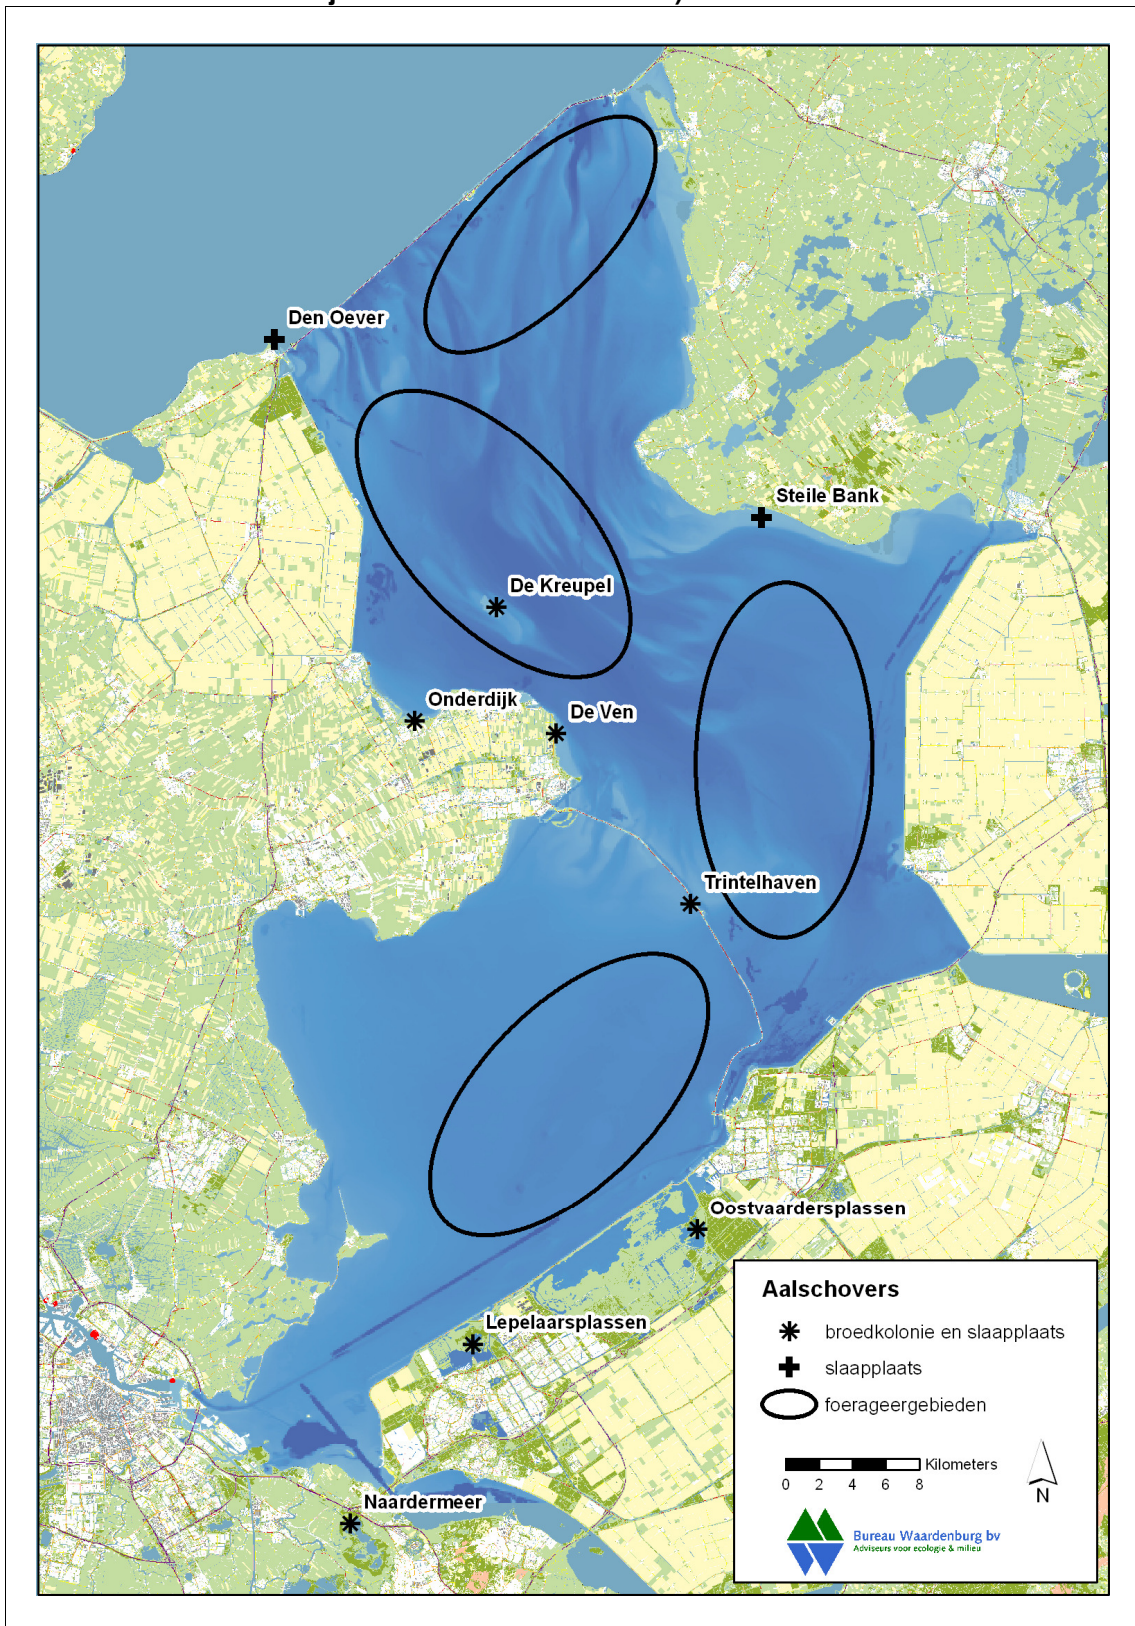 Den Oever
Steile Bank
De Kreupel
Onderdijk
De Ven
Trintelhaven
Oostvaardersplassen
Lepelaarsplassen
Naardermeer
Aalschovers
broedkolonie en slaapplaats
slaapplaats
foerageergebieden
Kilometers
0 2 4 6 8
N
Bureau Waardenburg bv
Adviseurs voor ecologie & milieu